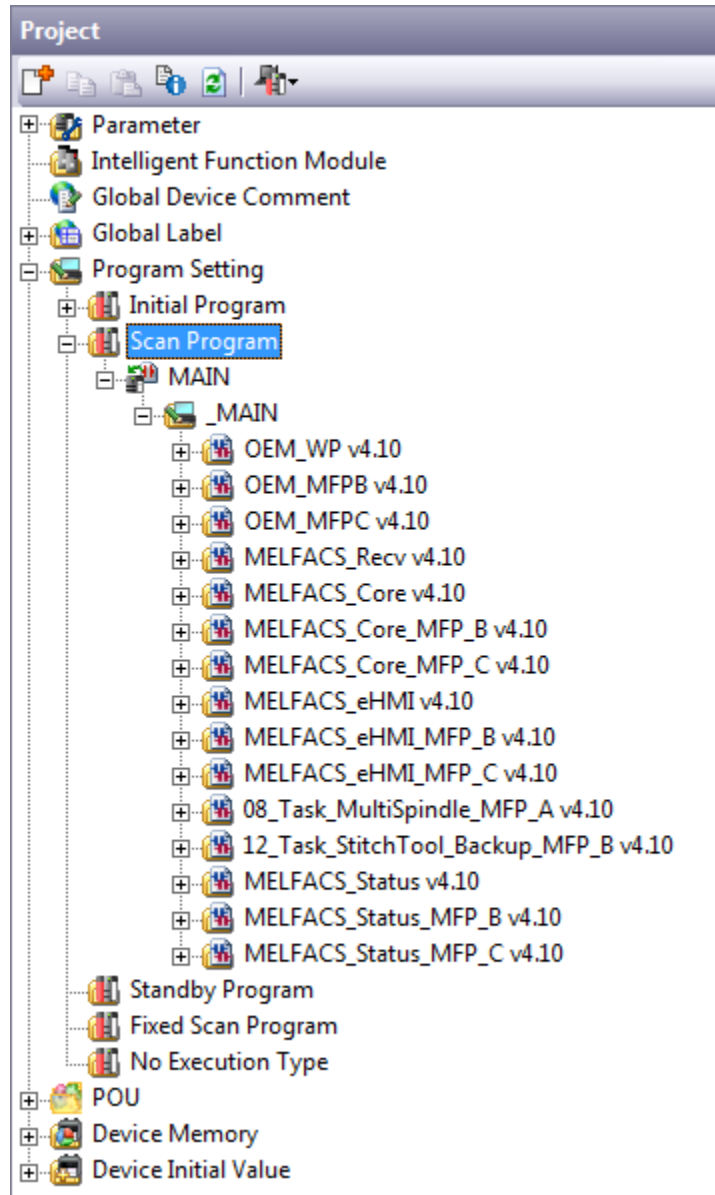 Project
Parameter
Intelligent Function Module
Global Device Comment
Global Label
Program Setting
Initial Program
Scan Program
MAIN
_MAIN
OEM_WP v4.10
OEM_MFPB v4.10
OEM_MFPC v4.10
MELFACS_Recv v4.10
MELFACS_Core v4.10
MELFACS_Core_MFP_B v4.10
MELFACS_Core_MFP_C v4.10
MELFACS_eHMI v4.10
MELFACS_eHMI_MFP_B v4.10
MELFACS_eHMI_MFP_C v4.10
08_Task_MultiSpindle_MFP_A v4.10
12_Task_StitchTool_Backup_MFP_B v4.10
MELFACS_Status v4.10
MELFACS_Status_MFP_B v4.10
MELFACS_Status_MFP_C v4.10
Standby Program
Fixed Scan Program
No Execution Type
POU
Device Memory
Device Initial Value